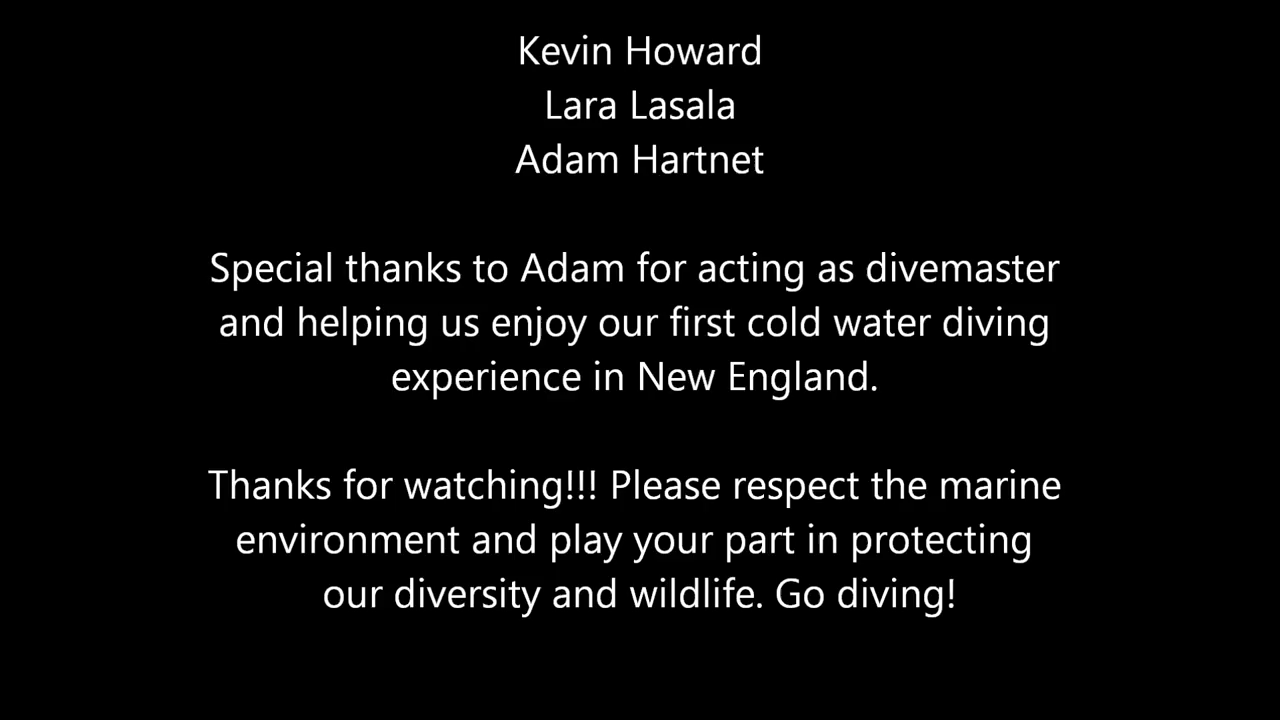 Kevin Howard
Lara Lasala
Adam Hartnet
Special thanks to Adam for acting as divemaster
and helping us enjoy our first cold water diving
experience in New England.
Thanks for watching!!! Please respect the marine
environment and play your part in protecting
our diversity and wildlife. Go diving!